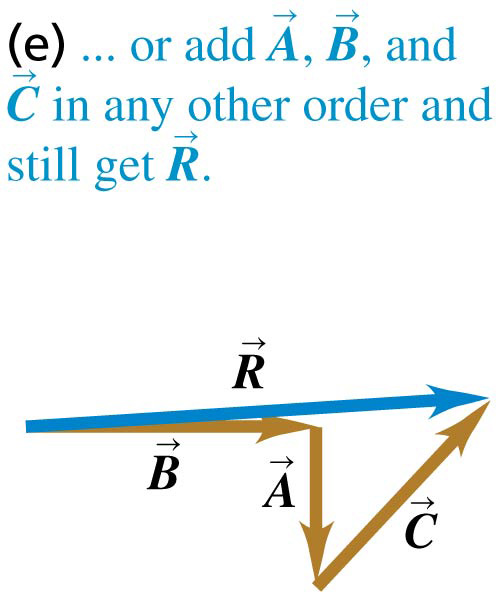 (e) ... or add A⃗, B⃗, and
C⃗ in any other order and
still get R⃗.
R⃗
B⃗
A⃗
C⃗